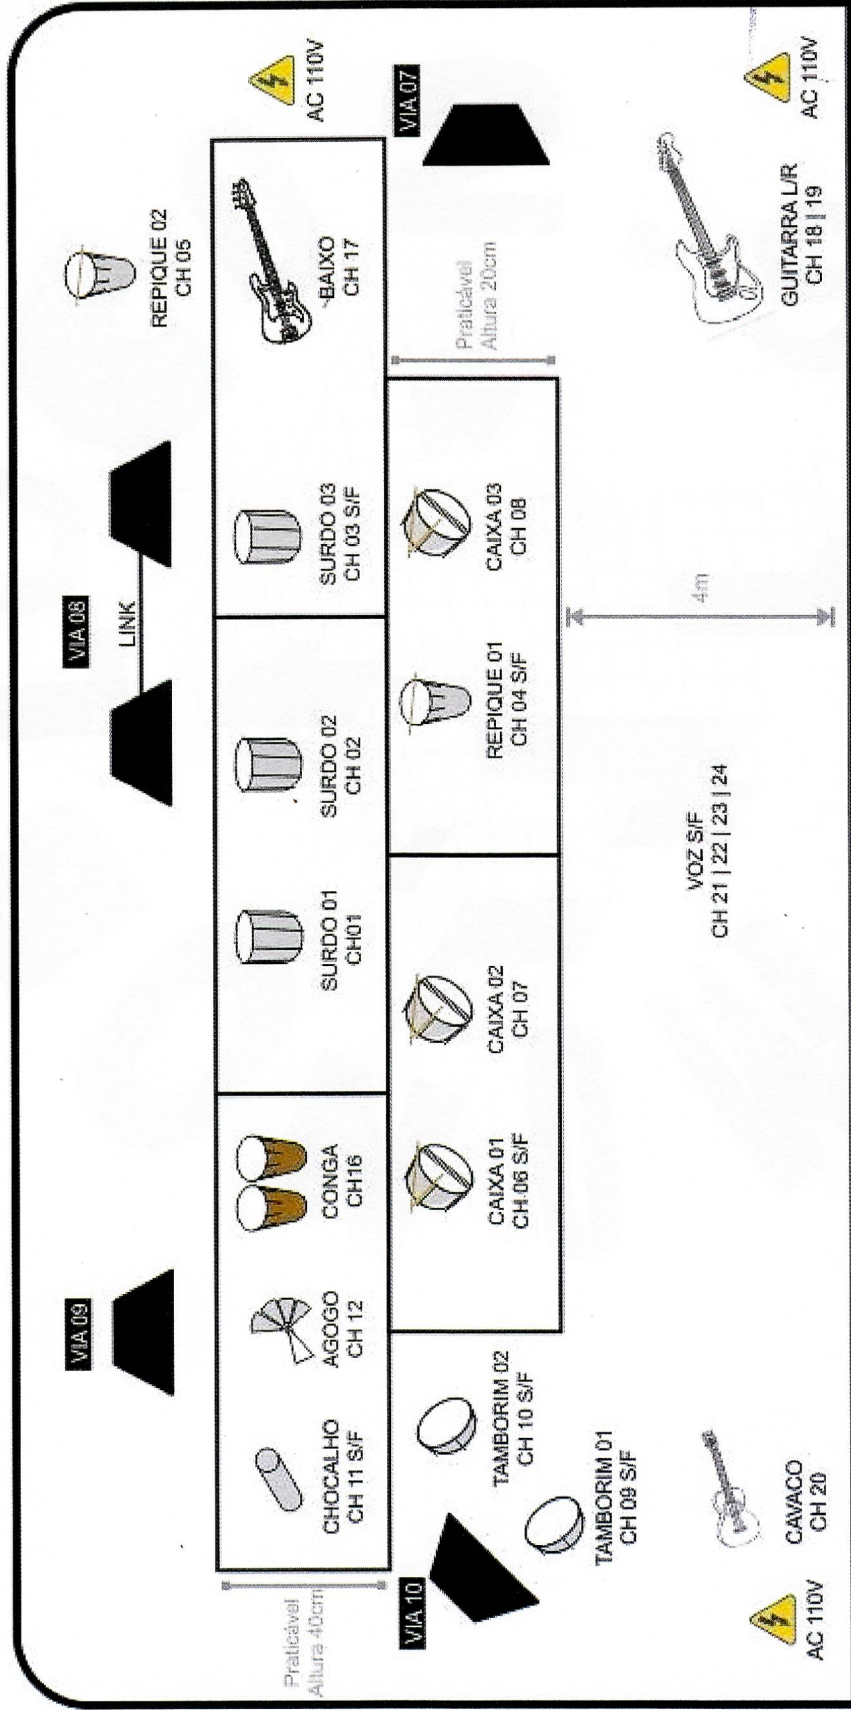 VIA 09
VIA 08
LINK
REPIQUE 02
CH 05
AC 110V
Praticável
Altura 40cm
CHOCALHO
CH 11 S/F
AGOGO
CH 12
CONGA
CH16
SURDO 01
CH01
SURDO 02
CH 02
SURDO 03
CH 03 S/F
BAIXO
CH 17
VIA 10
VIA 07
TAMBORIM 02
CH 10 S/F
TAMBORIM 01
CH 09 S/F
CAIXA 01
CH 06 S/F
CAIXA 02
CH 07
REPIQUE 01
CH 04 S/F
CAIXA 03
CH 08
Praticável
Altura 20cm
4m
VOZ S/F
CH 21 | 22 | 23 | 24
AC 110V
CAVACO
CH 20
GUITARRA L/R
CH 18 | 19
AC 110V